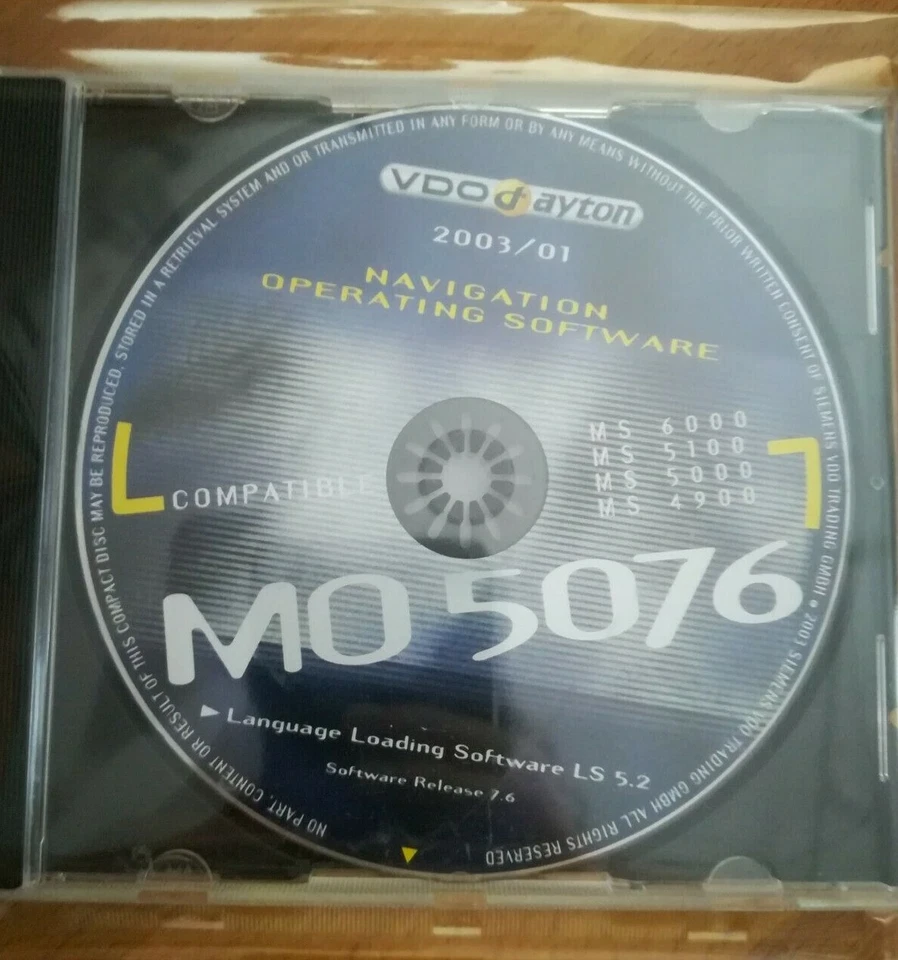 VDO dayton
2003/01
NAVIGATION
OPERATING SOFTWARE
COMPATIBLE
MS 6000
MS 5100
MS 5000
MS 4900
MO 5076
► Language Loading Software LS 5.2
Software Release 7.6
NO PART, CONTENT OR RESULT OF THIS COMPACT DISC MAY BE REPRODUCED, STORED IN A RETRIEVAL SYSTEM AND OR TRANSMITTED IN ANY FORM OR BY ANY MEANS WITHOUT THE PRIOR WRITTEN CONSENT OF SIEMENS VDO TRADING GMBH ● 2003 SIEMENS VDO TRADING GMBH ALL RIGHTS RESERVED